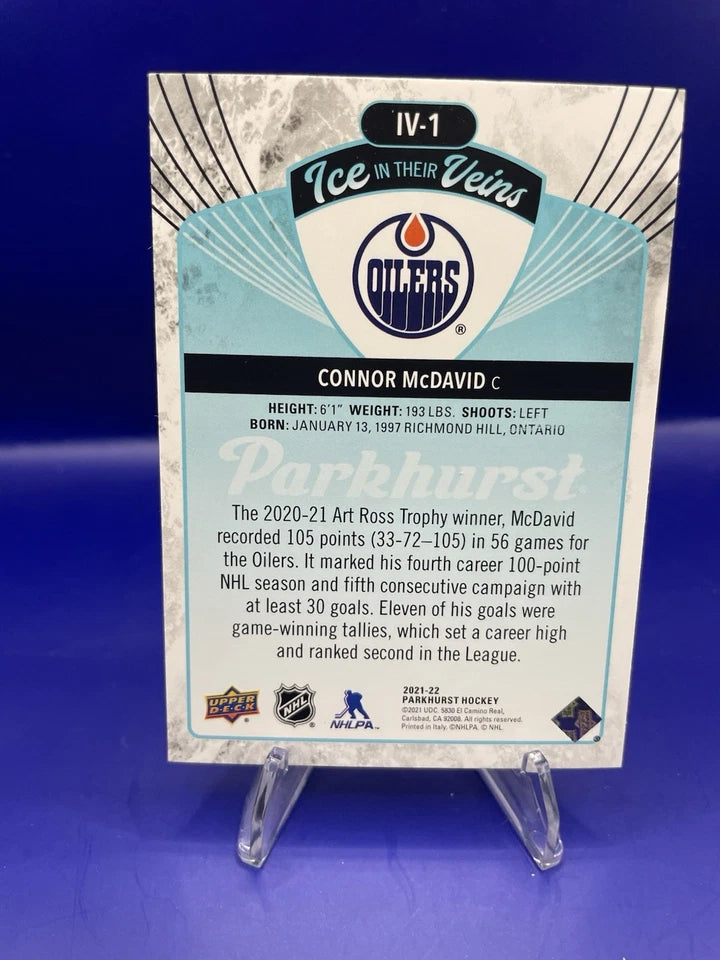 IV-1
Ice IN THEIR Veins
OILERS
®
CONNOR McDAVID C
HEIGHT: 6'1" WEIGHT: 193 LBS. SHOOTS: LEFT
BORN: JANUARY 13, 1997 RICHMOND HILL, ONTARIO
Parkhurst
The 2020-21 Art Ross Trophy winner, McDavid
recorded 105 points (33-72–105) in 56 games for
the Oilers. It marked his fourth career 100-point
NHL season and fifth consecutive campaign with
at least 30 goals. Eleven of his goals were
game-winning tallies, which set a career high
and ranked second in the League.
UPPER
DECK
NHL
NHLPA
2021-22
PARKHURST HOCKEY
©2021 UDC. 5830 El Camino Real,
Carlsbad, CA 92008. All rights reserved.
Printed in Italy. ©NHLPA. © NHL.